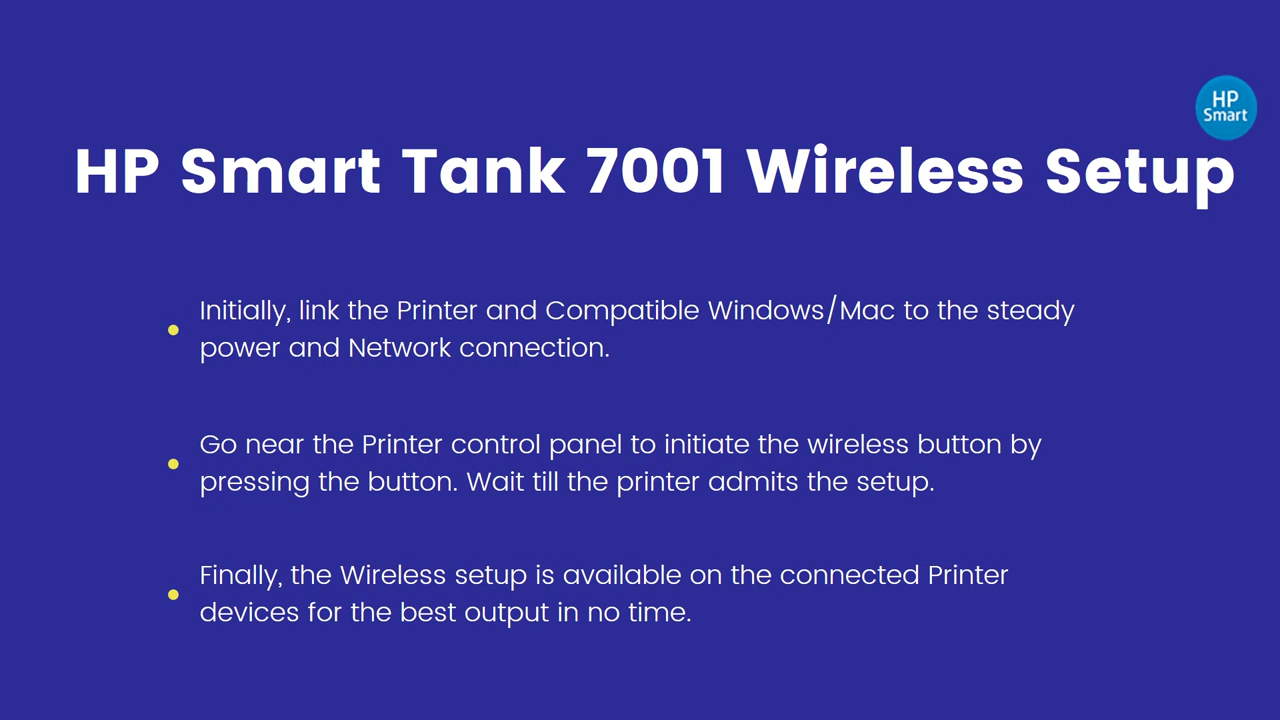 HP
Smart
HP Smart Tank 7001 Wireless Setup
Initially, link the Printer and Compatible Windows/Mac to the steady
power and Network connection.
Go near the Printer control panel to initiate the wireless button by
pressing the button. Wait till the printer admits the setup.
Finally, the Wireless setup is available on the connected Printer
devices for the best output in no time.